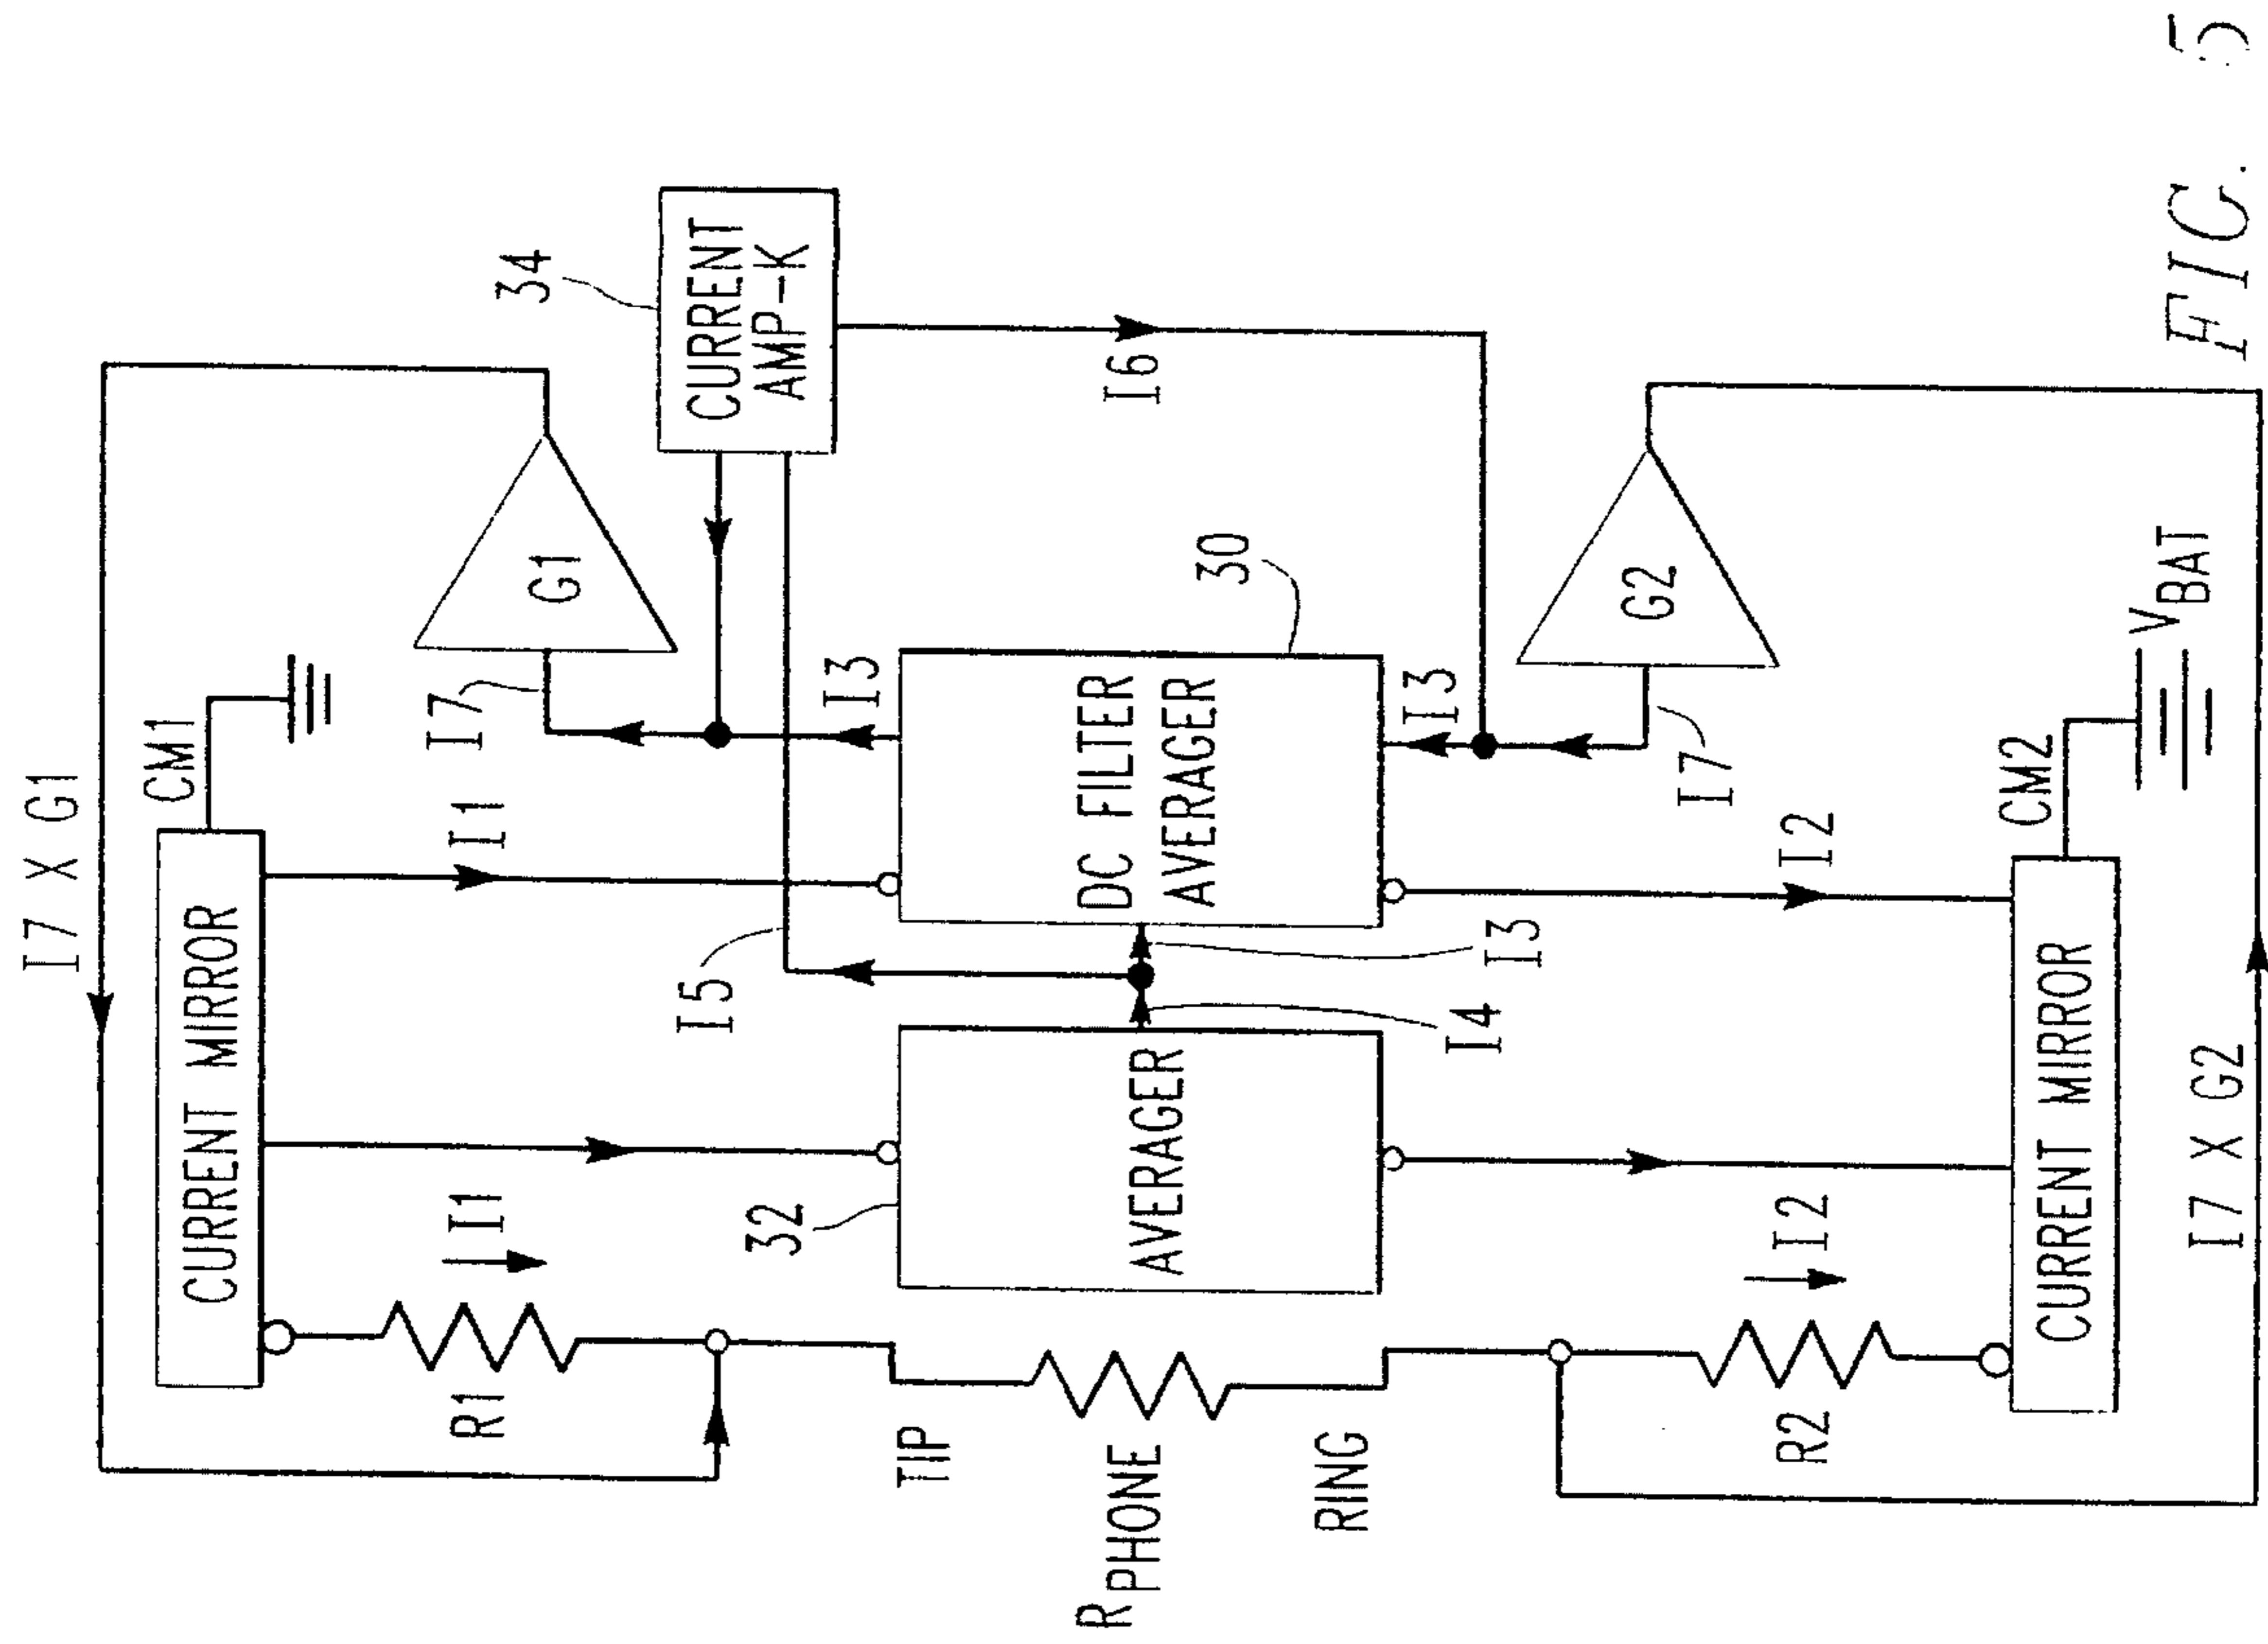 I7 X G1
CURRENT MIRROR
CM1
I1
R1
I1
I7
G1
34
CURRENT
AMP-K
I5
I3
TIP
R PHONE
RING
32
AVERAGER
I4
I3
DC FILTER
AVERAGER
30
I6
I3
I7
G2
I2
R2
I2
CURRENT MIRROR
CM2
VBAT
I7 X G2
FIG. 5